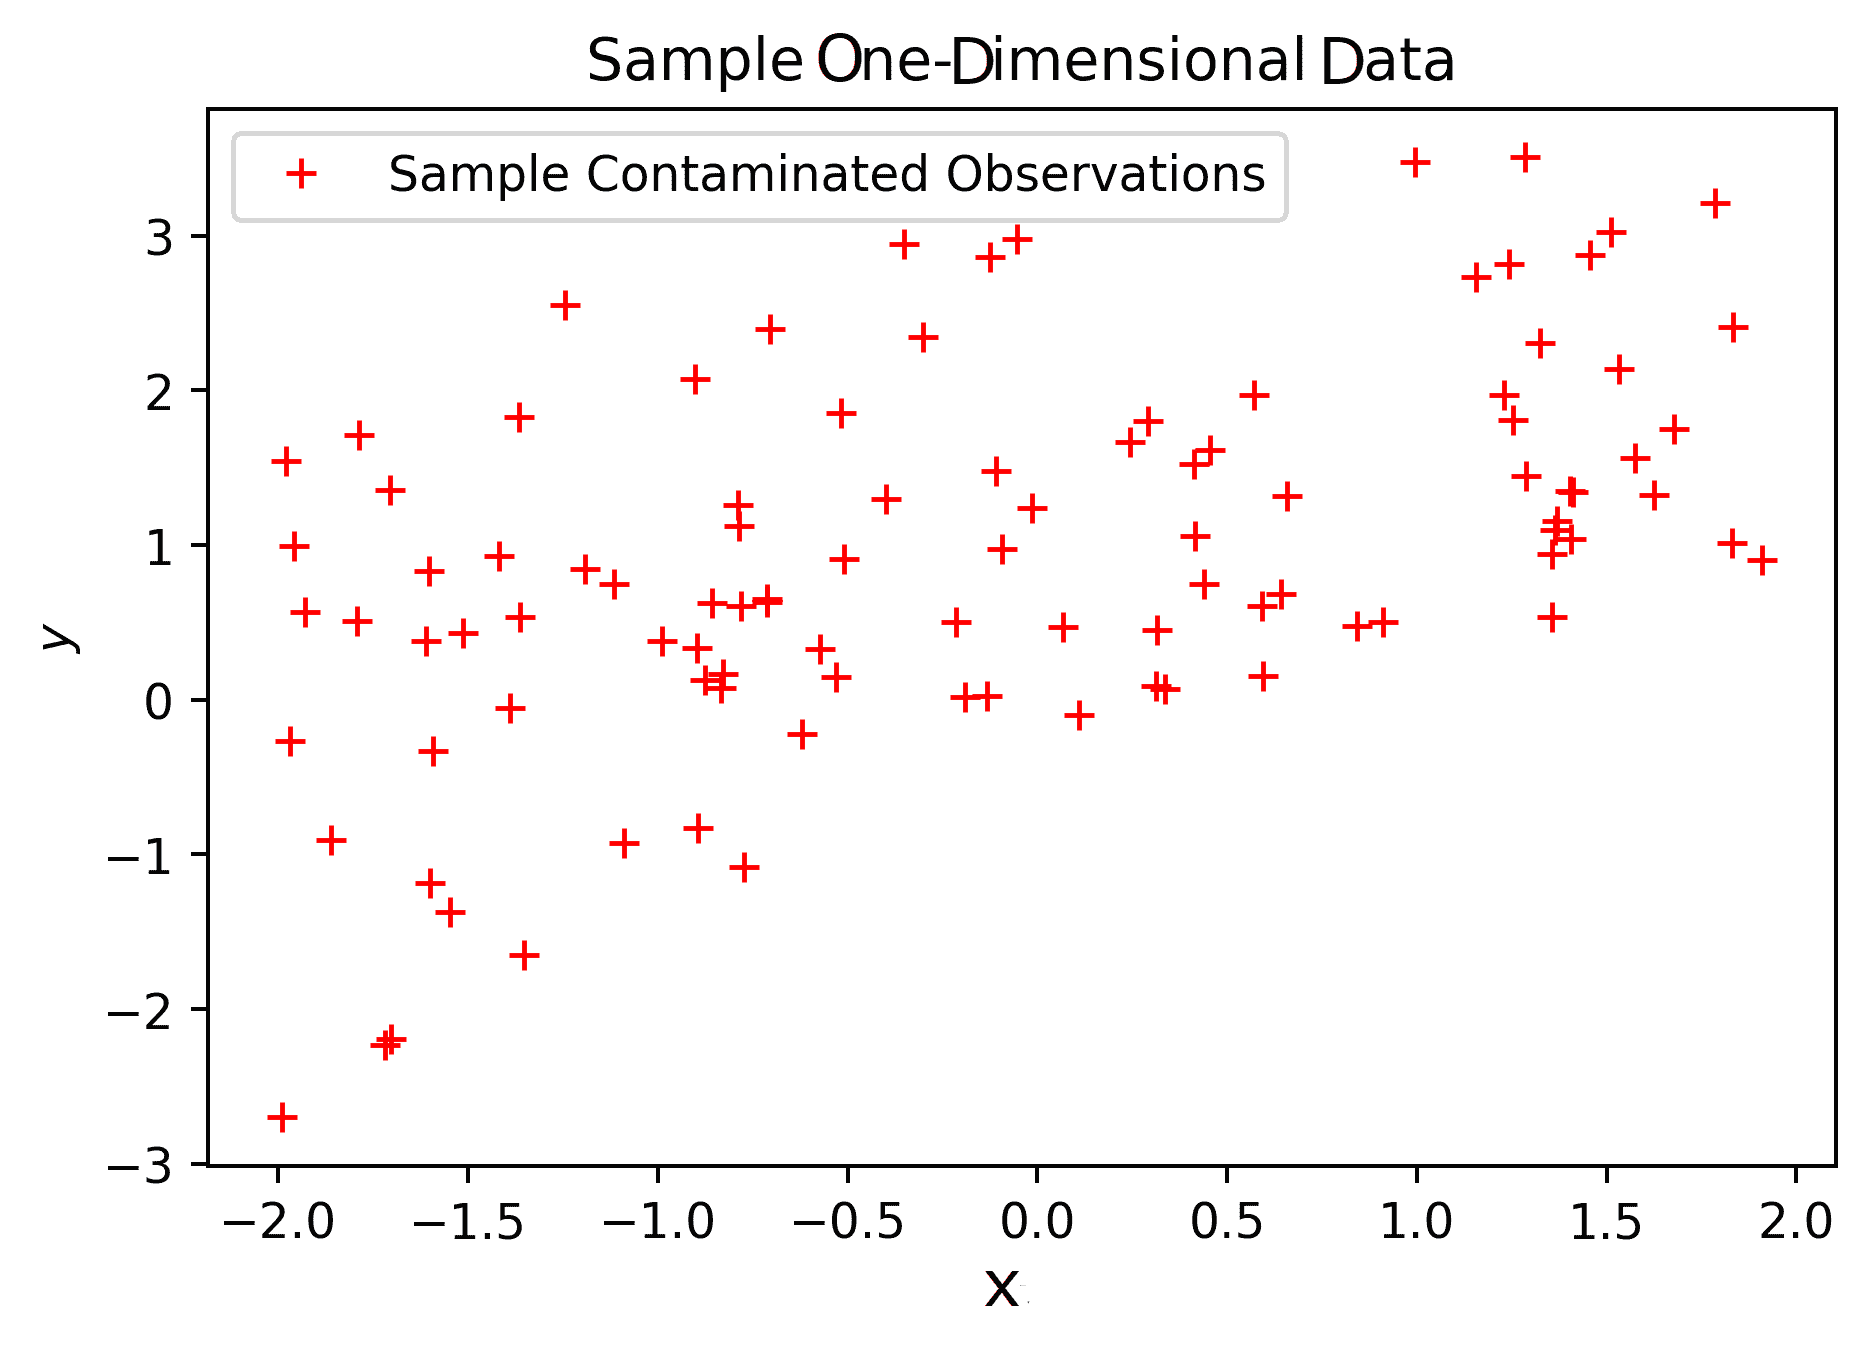 Sample One-Dimensional Data
Sample Contaminated Observations
3
2
1
0
−1
−2
−3
y
−2.0 −1.5 −1.0 −0.5 0.0 0.5 1.0 1.5 2.0
x